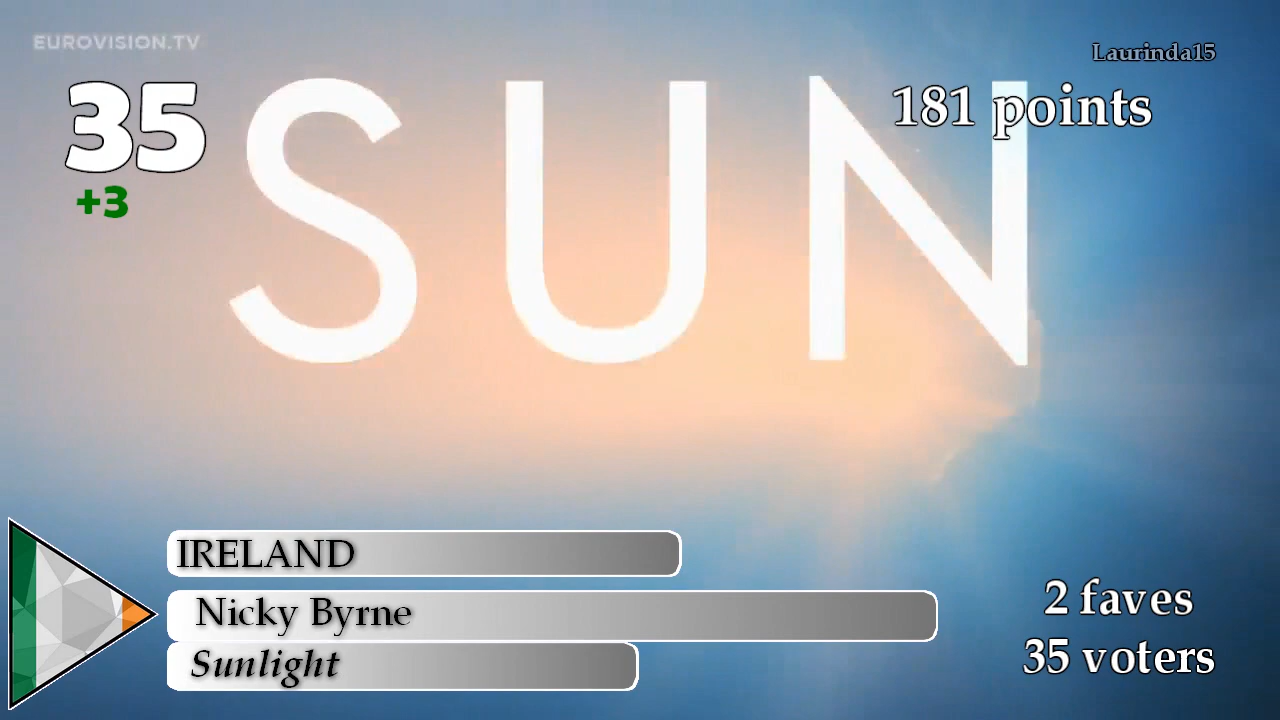 EUROVISION.TV
Laurinda15
35
+3
181 points
SUN
IRELAND
Nicky Byrne
Sunlight
2 faves
35 voters